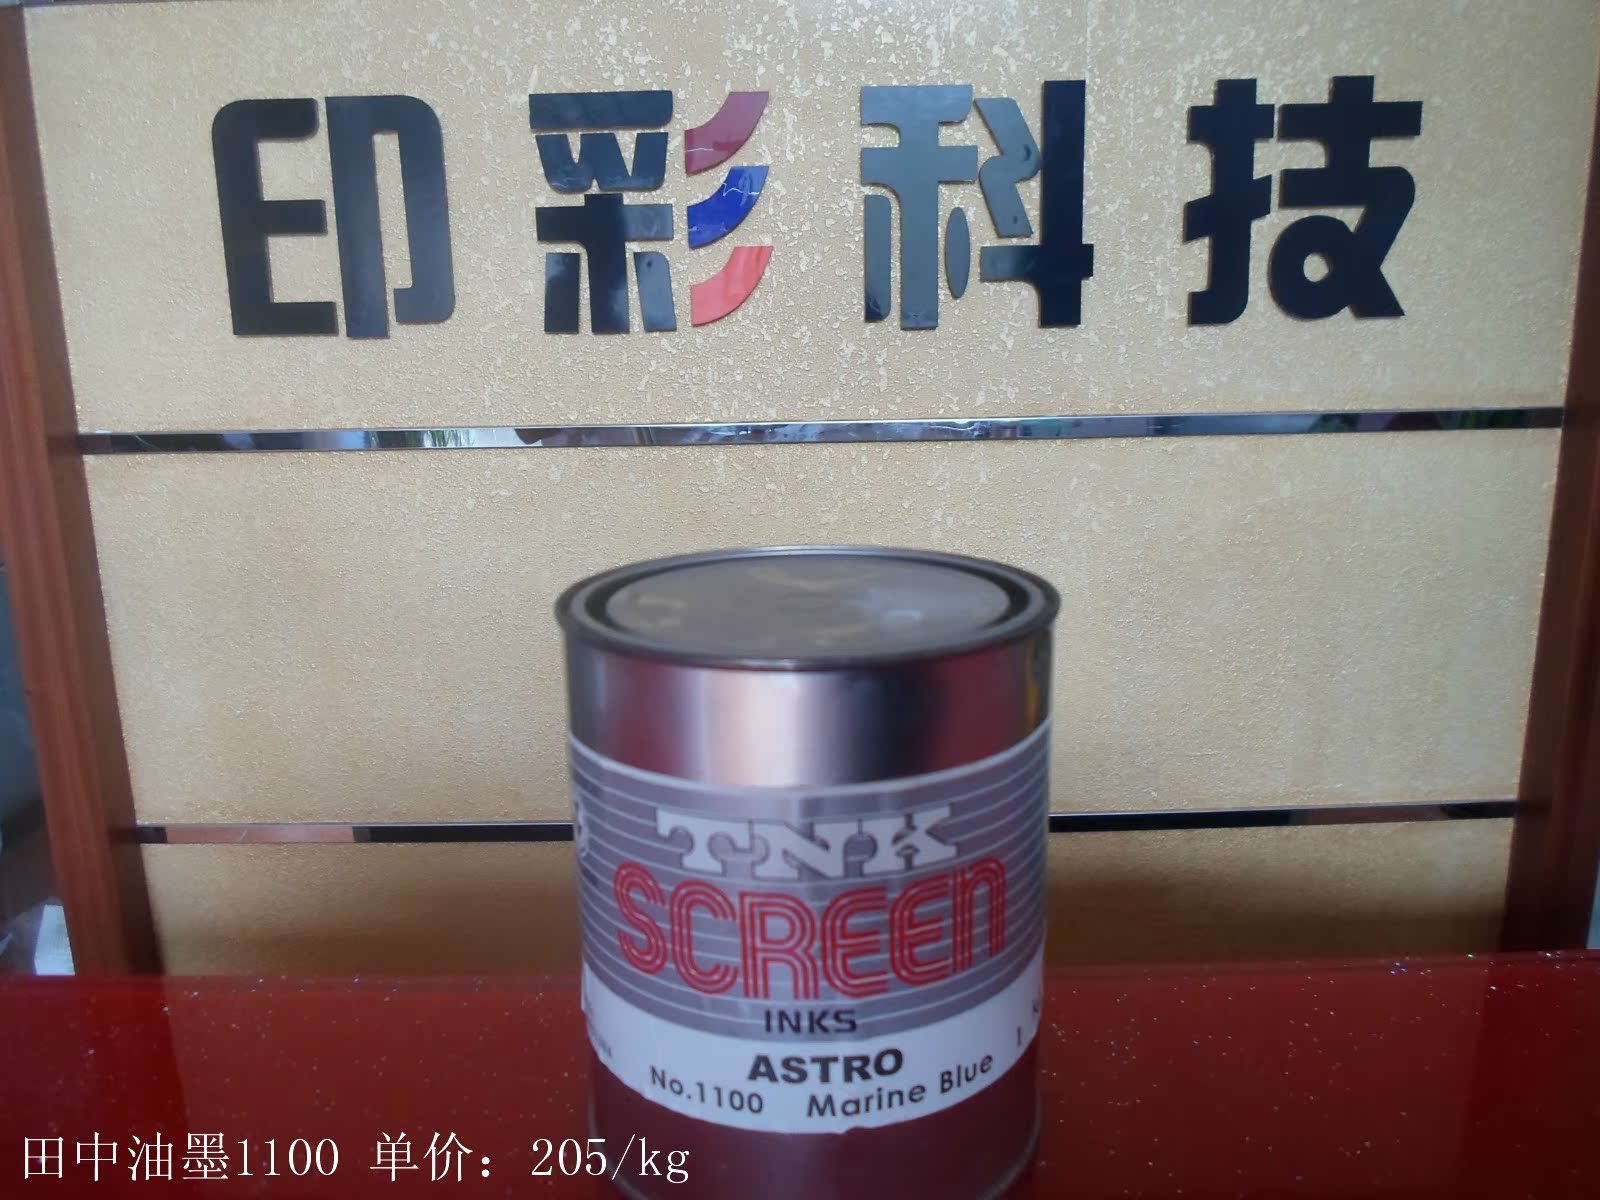 印彩科技
TNK
SCREEN
INKS
ASTRO
No.1100 Marine Blue
田中油墨1100 单价：205/kg